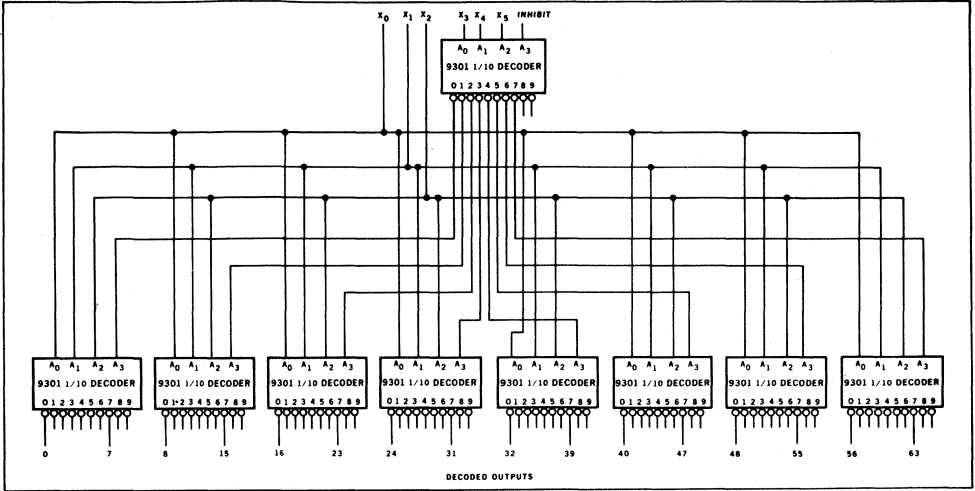 X0 X1 X2 X3 X4 X5 INHIBIT
A0 A1 A2 A3
9301 1/10 DECODER
0 1 2 3 4 5 6 7 8 9
A0 A1 A2 A3 A0 A1 A2 A3 A0 A1 A2 A3 A0 A1 A2 A3 A0 A1 A2 A3 A0 A1 A2 A3 A0 A1 A2 A3 A0 A1 A2 A3
9301 1/10 DECODER 9301 1/10 DECODER 9301 1/10 DECODER 9301 1/10 DECODER 9301 1/10 DECODER 9301 1/10 DECODER 9301 1/10 DECODER 9301 1/10 DECODER
0 1 2 3 4 5 6 7 8 9 0 1 2 3 4 5 6 7 8 9 0 1 2 3 4 5 6 7 8 9 0 1 2 3 4 5 6 7 8 9 0 1 2 3 4 5 6 7 8 9 0 1 2 3 4 5 6 7 8 9 0 1 2 3 4 5 6 7 8 9 0 1 2 3 4 5 6 7 8 9
0 7 8 15 16 23 24 31 32 39 40 47 48 55 56 63
DECODED OUTPUTS